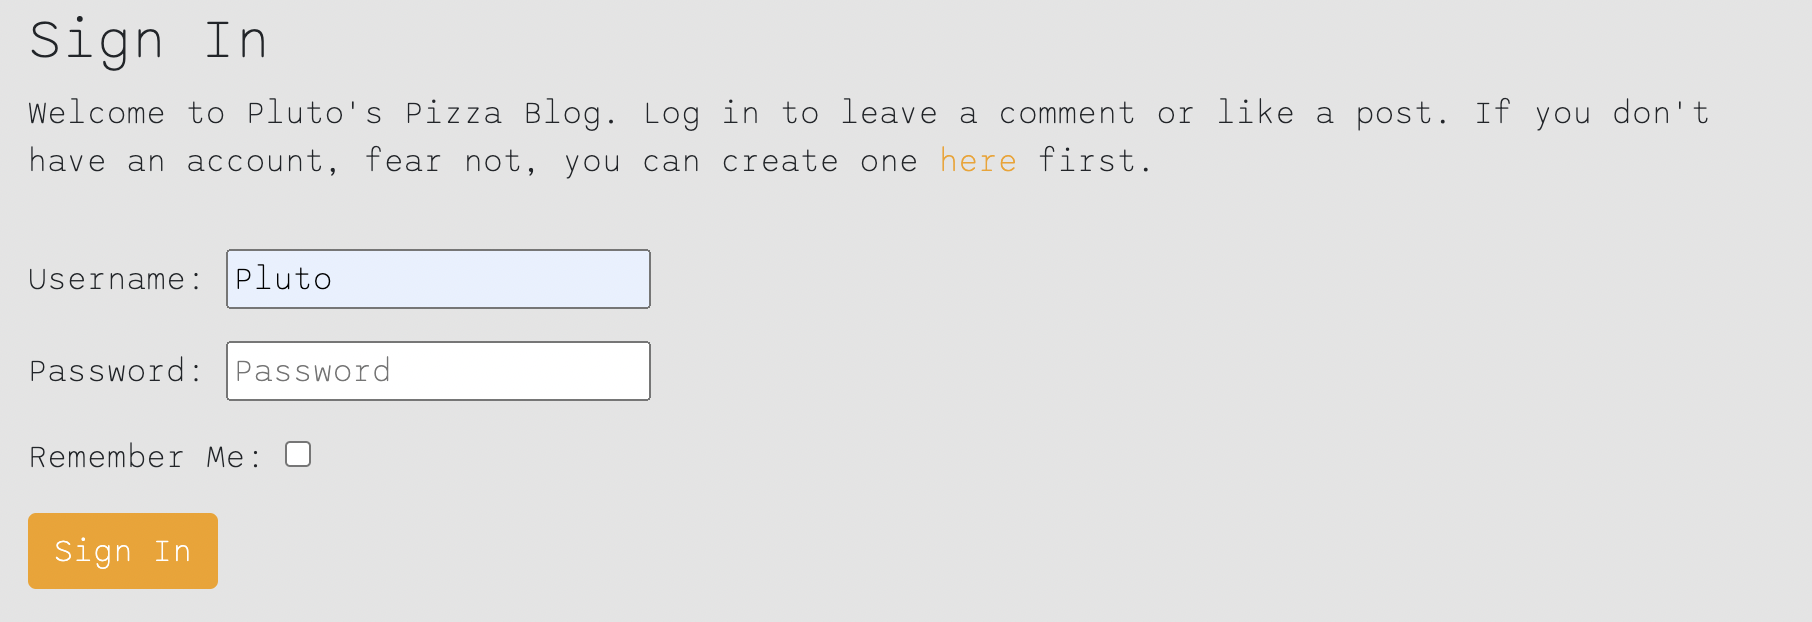 Sign In
Welcome to Pluto's Pizza Blog. Log in to leave a comment or like a post. If you don't
have an account, fear not, you can create one here first.
Username: Pluto
Password: Password
Remember Me:
Sign In